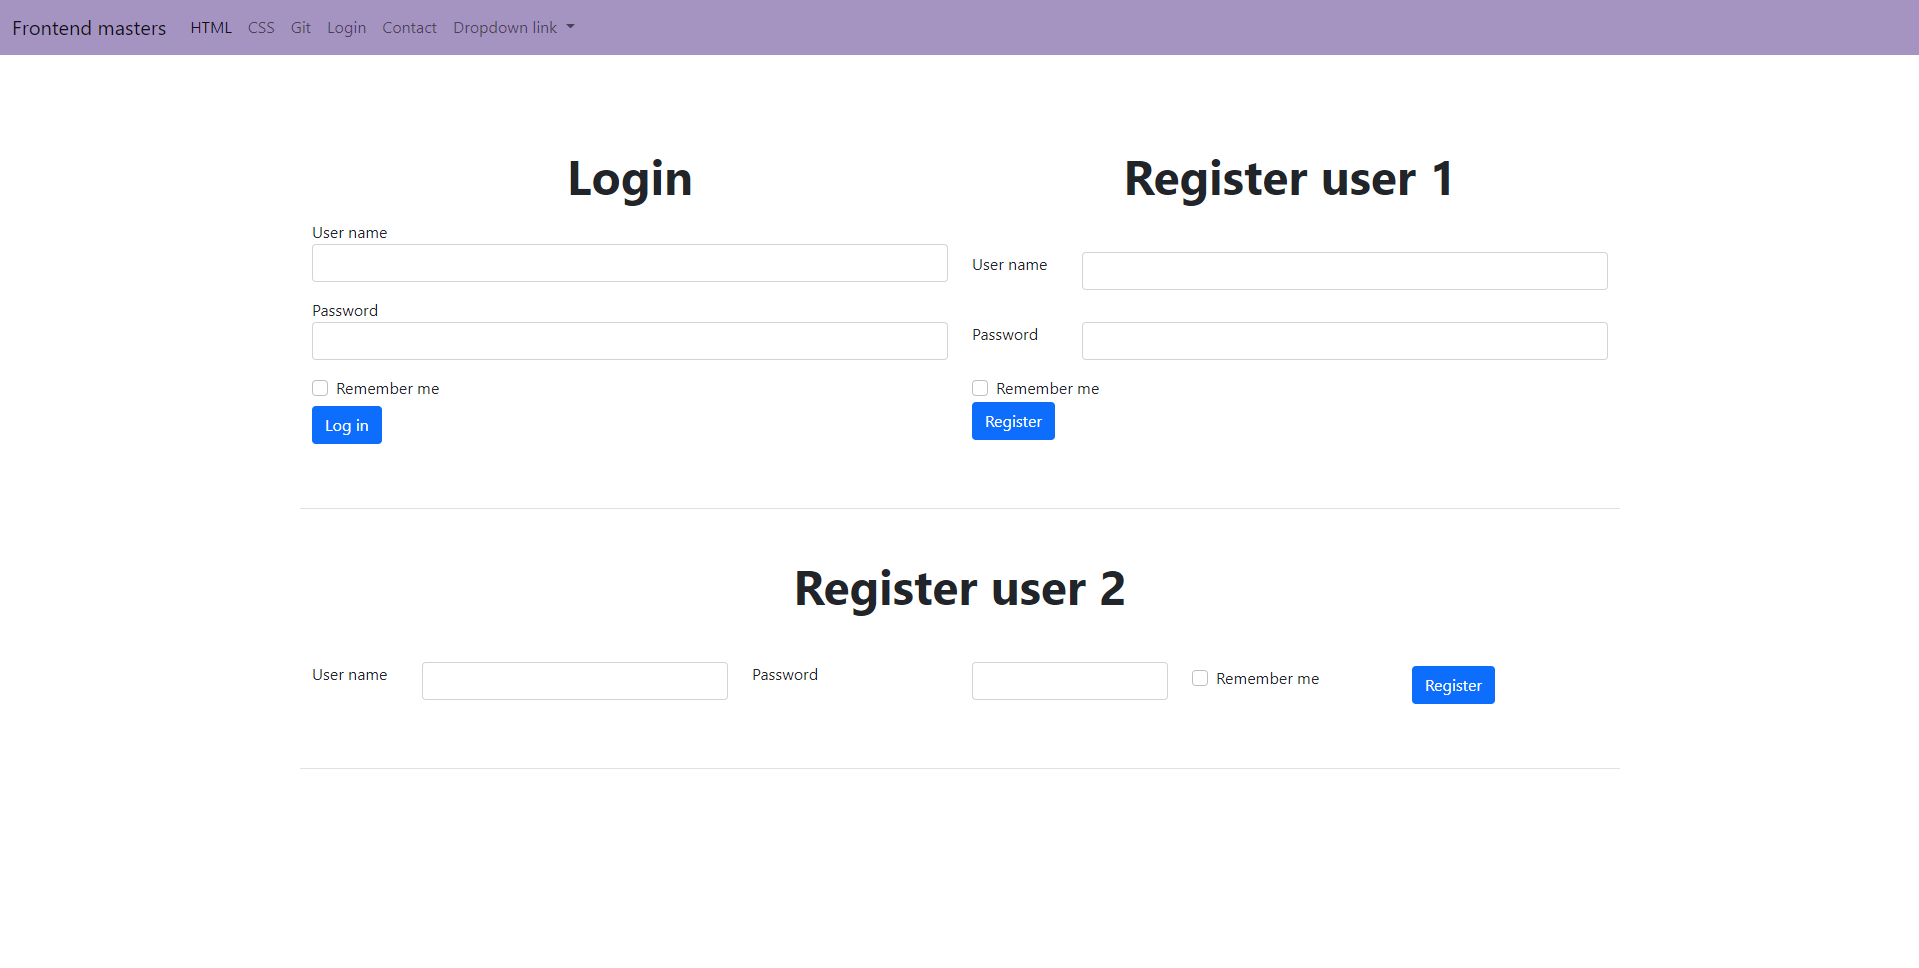 Frontend masters HTML CSS Git Login Contact Dropdown link
Login
User name
Password
Remember me
Log in
Register user 1
User name
Password
Remember me
Register
Register user 2
User name Password Remember me Register